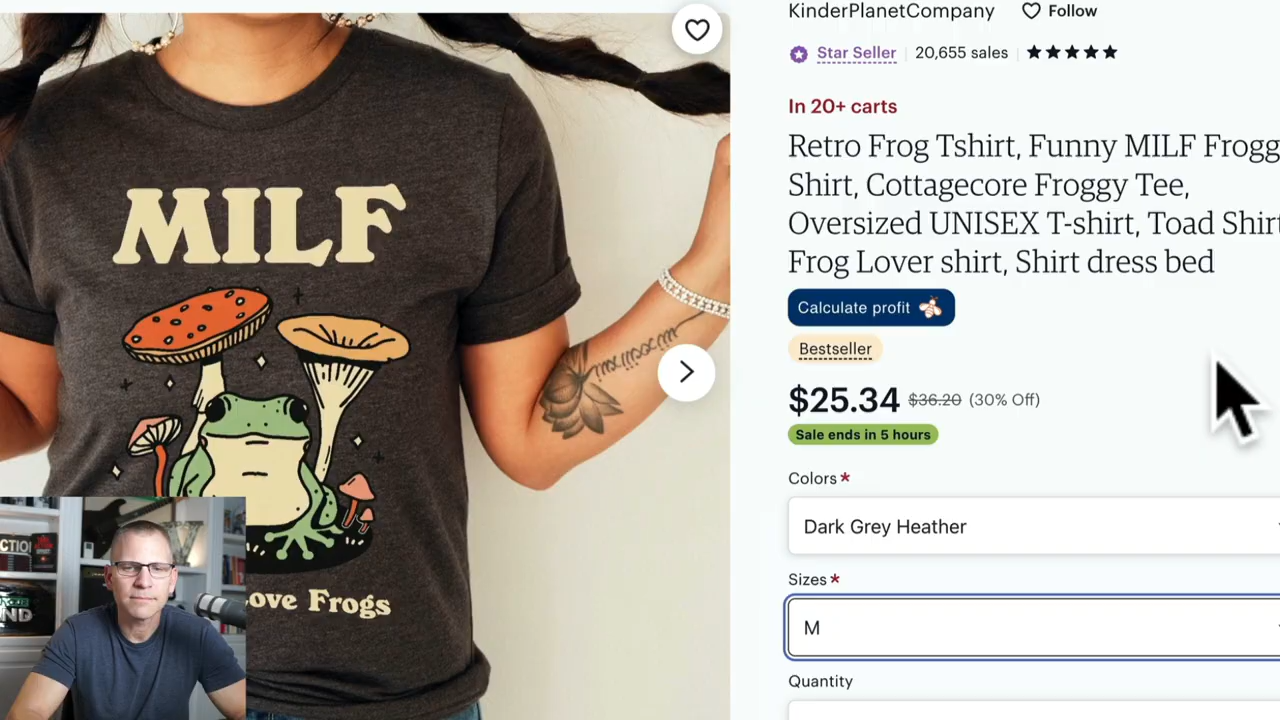 KinderPlanetCompany
Follow
Star Seller
20,655 sales
In 20+ carts
Retro Frog Tshirt, Funny MILF Frogg
Shirt, Cottagecore Froggy Tee,
Oversized UNISEX T-shirt, Toad Shirt
Frog Lover shirt, Shirt dress bed
Calculate profit
Bestseller
$25.34 $36.20 (30% Off)
Sale ends in 5 hours
Colors *
Dark Grey Heather
Sizes *
M
Quantity
MILF
ove Frogs